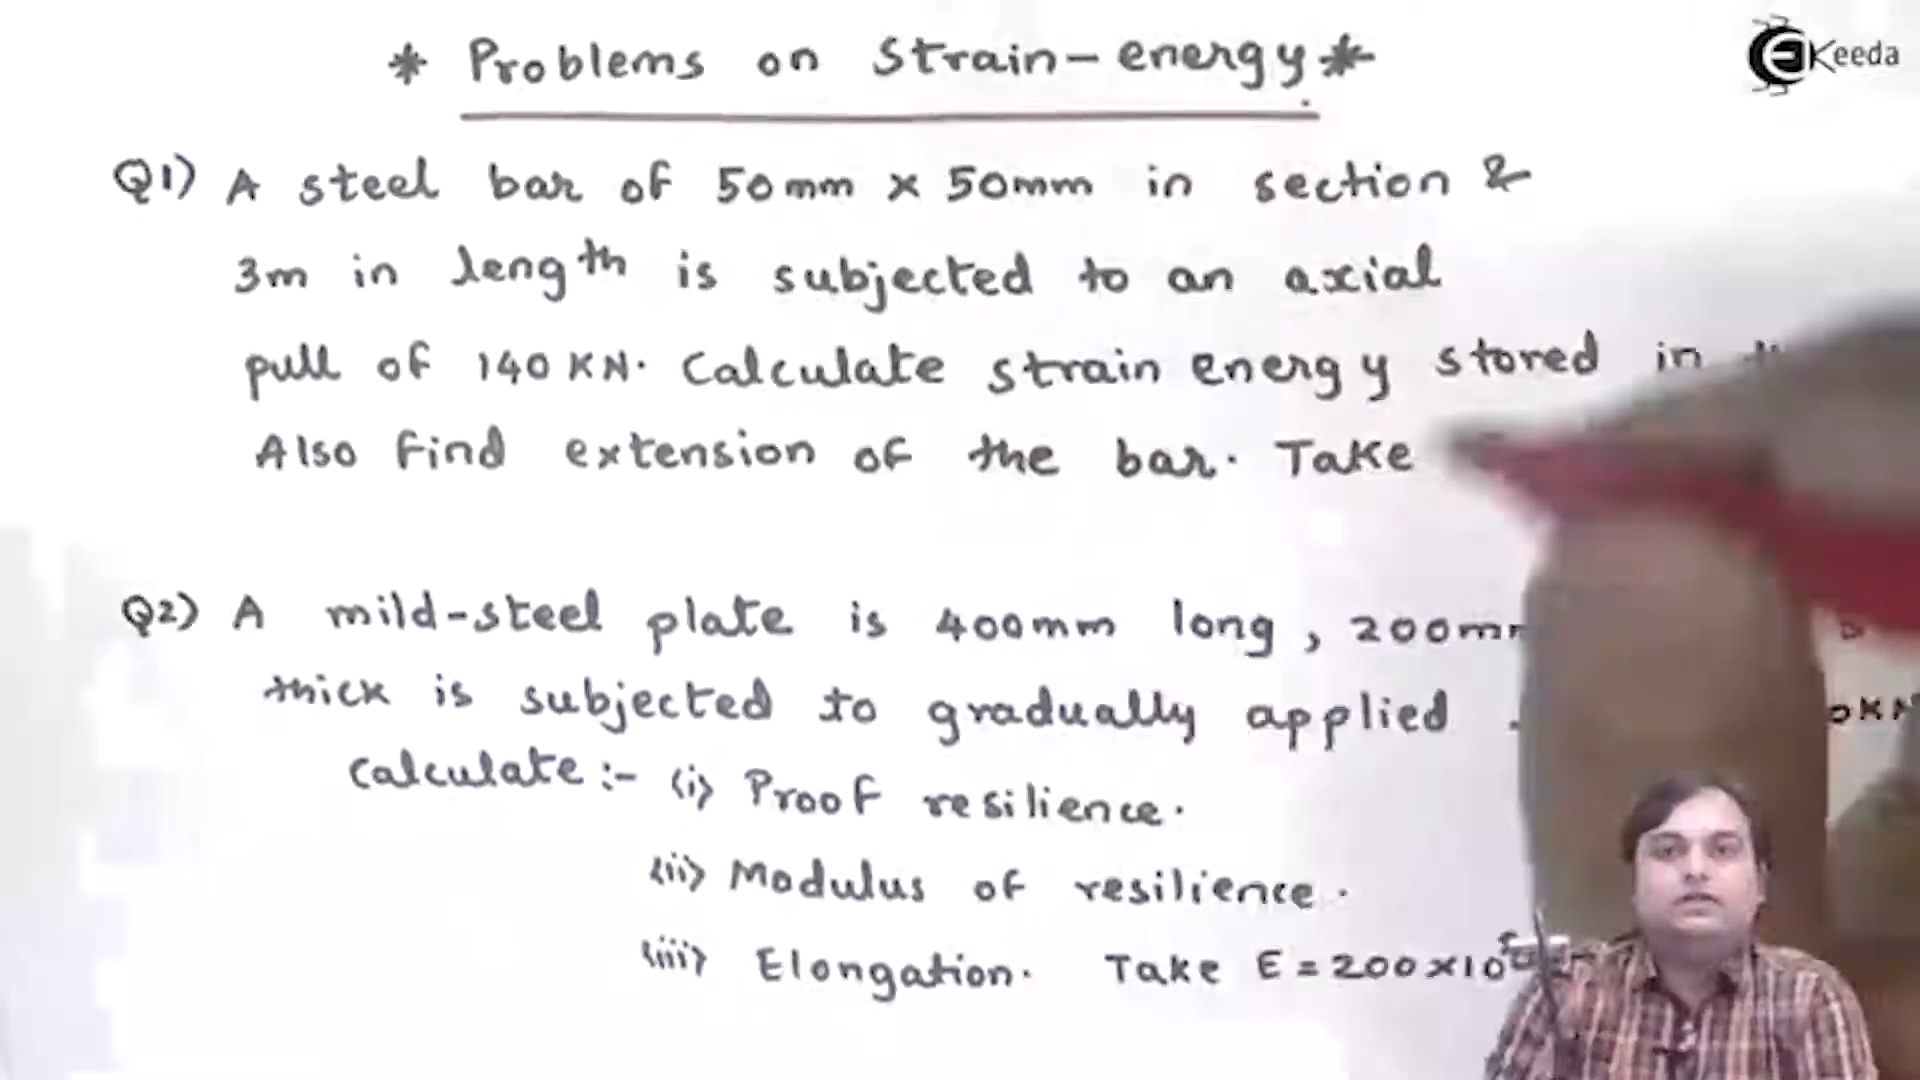 * Problems on Strain-energy *
EKeeda
Q1) A steel bar of 50mm x 50mm in section &
3m in length is subjected to an axial
pull of 140 KN. Calculate strain energy stored in
Also find extension of the bar. Take
Q2) A mild-steel plate is 400mm long, 200m
thick is subjected to gradually applied
Calculate :- (i) Proof resilience.
(ii) Modulus of resilience.
(iii) Elongation. Take E = 200x10